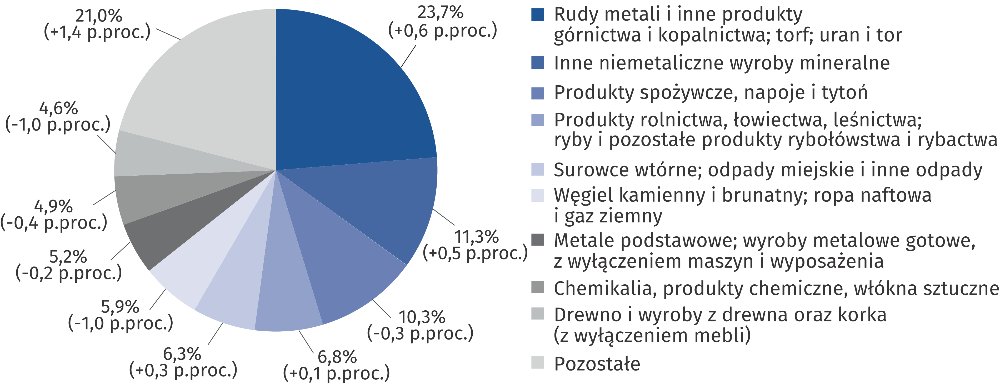 23,7%
(+0,6 p.proc.)
11,3%
(+0,5 p.proc.)
10,3%
(-0,3 p.proc.)
6,8%
(+0,1 p.proc.)
6,3%
(+0,3 p.proc.)
5,9%
(-1,0 p.proc.)
5,2%
(-0,2 p.proc.)
4,9%
(-0,4 p.proc.)
4,6%
(-1,0 p.proc.)
21,0%
(+1,4 p.proc.)
Rudy metali i inne produkty
górnictwa i kopalnictwa; torf; uran i tor
Inne niemetaliczne wyroby mineralne
Produkty spożywcze, napoje i tytoń
Produkty rolnictwa, łowiectwa, leśnictwa;
ryby i pozostałe produkty rybołówstwa i rybactwa
Surowce wtórne; odpady miejskie i inne odpady
Węgiel kamienny i brunatny; ropa naftowa
i gaz ziemny
Metale podstawowe; wyroby metalowe gotowe,
z wyłączeniem maszyn i wyposażenia
Chemikalia, produkty chemiczne, włókna sztuczne
Drewno i wyroby z drewna oraz korka
(z wyłączeniem mebli)
Pozostałe